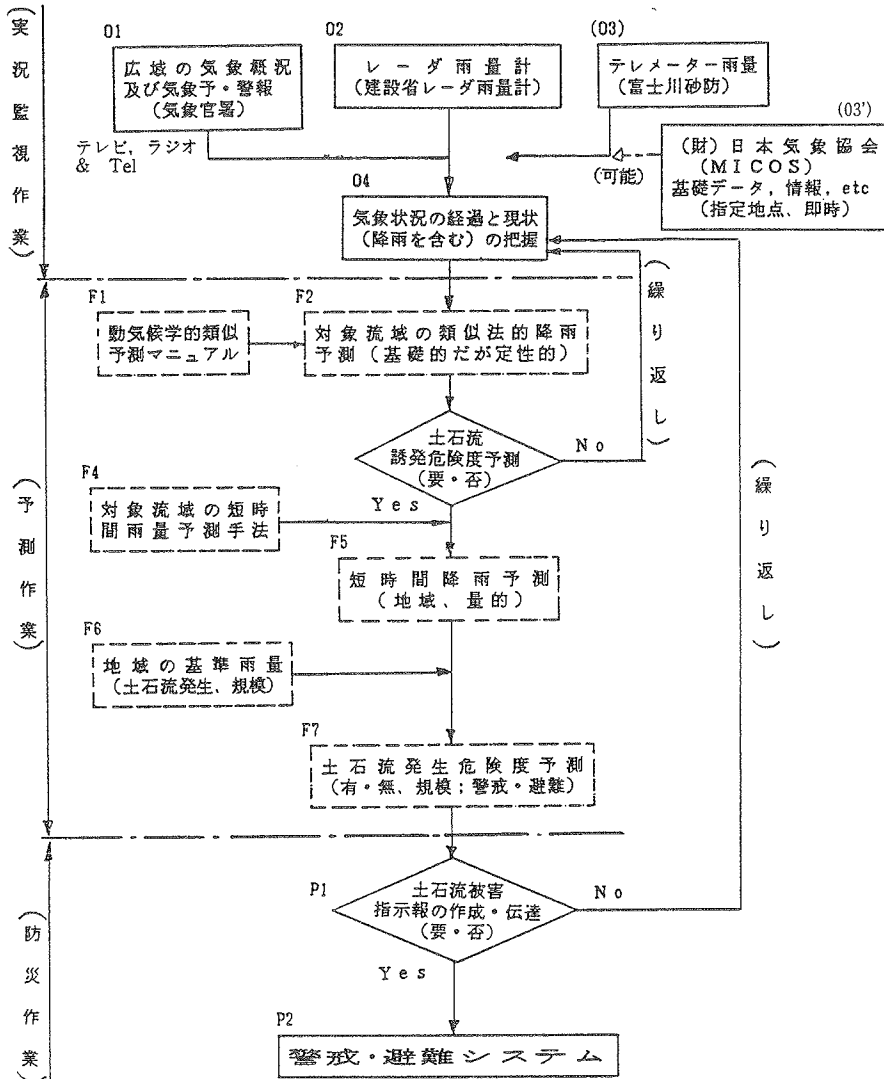 (実況監視作業)
01
広域の気象概況
及び気象予・警報
(気象官署)
テレビ, ラジオ
& Tel
02
レーダ雨量計
(建設省レーダ雨量計)
(03)
テレメーター雨量
(富士川砂防)
(03')
(財)日本気象協会
(MICOS)
基礎データ, 情報, etc
(指定地点、即時)
(可能)
04
気象状況の経過と現状
(降雨を含む)の把握
(予測作業)
F1
動気候学的類似
予測マニュアル
F2
対象流域の類似法的降雨
予測(基礎的だが定性的)
土石流
誘発危険度予測
(要・否)
No
(繰り返し)
Yes
F4
対象流域の短時
間雨量予測手法
F5
短時間降雨予測
(地域、量的)
F6
地域の基準雨量
(土石流発生、規模)
F7
土石流発生危険度予測
(有・無、規模;警戒・避難)
(繰り返し)
(防災作業)
P1
土石流被害
指示報の作成・伝達
(要・否)
No
Yes
P2
警戒・避難システム